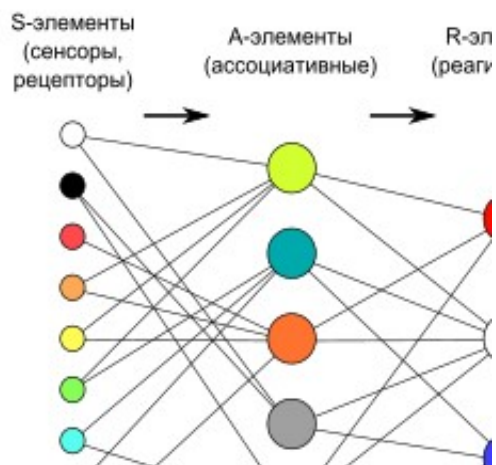 S-элементы
(сенсоры,
рецепторы)
A-элементы
(ассоциативные)